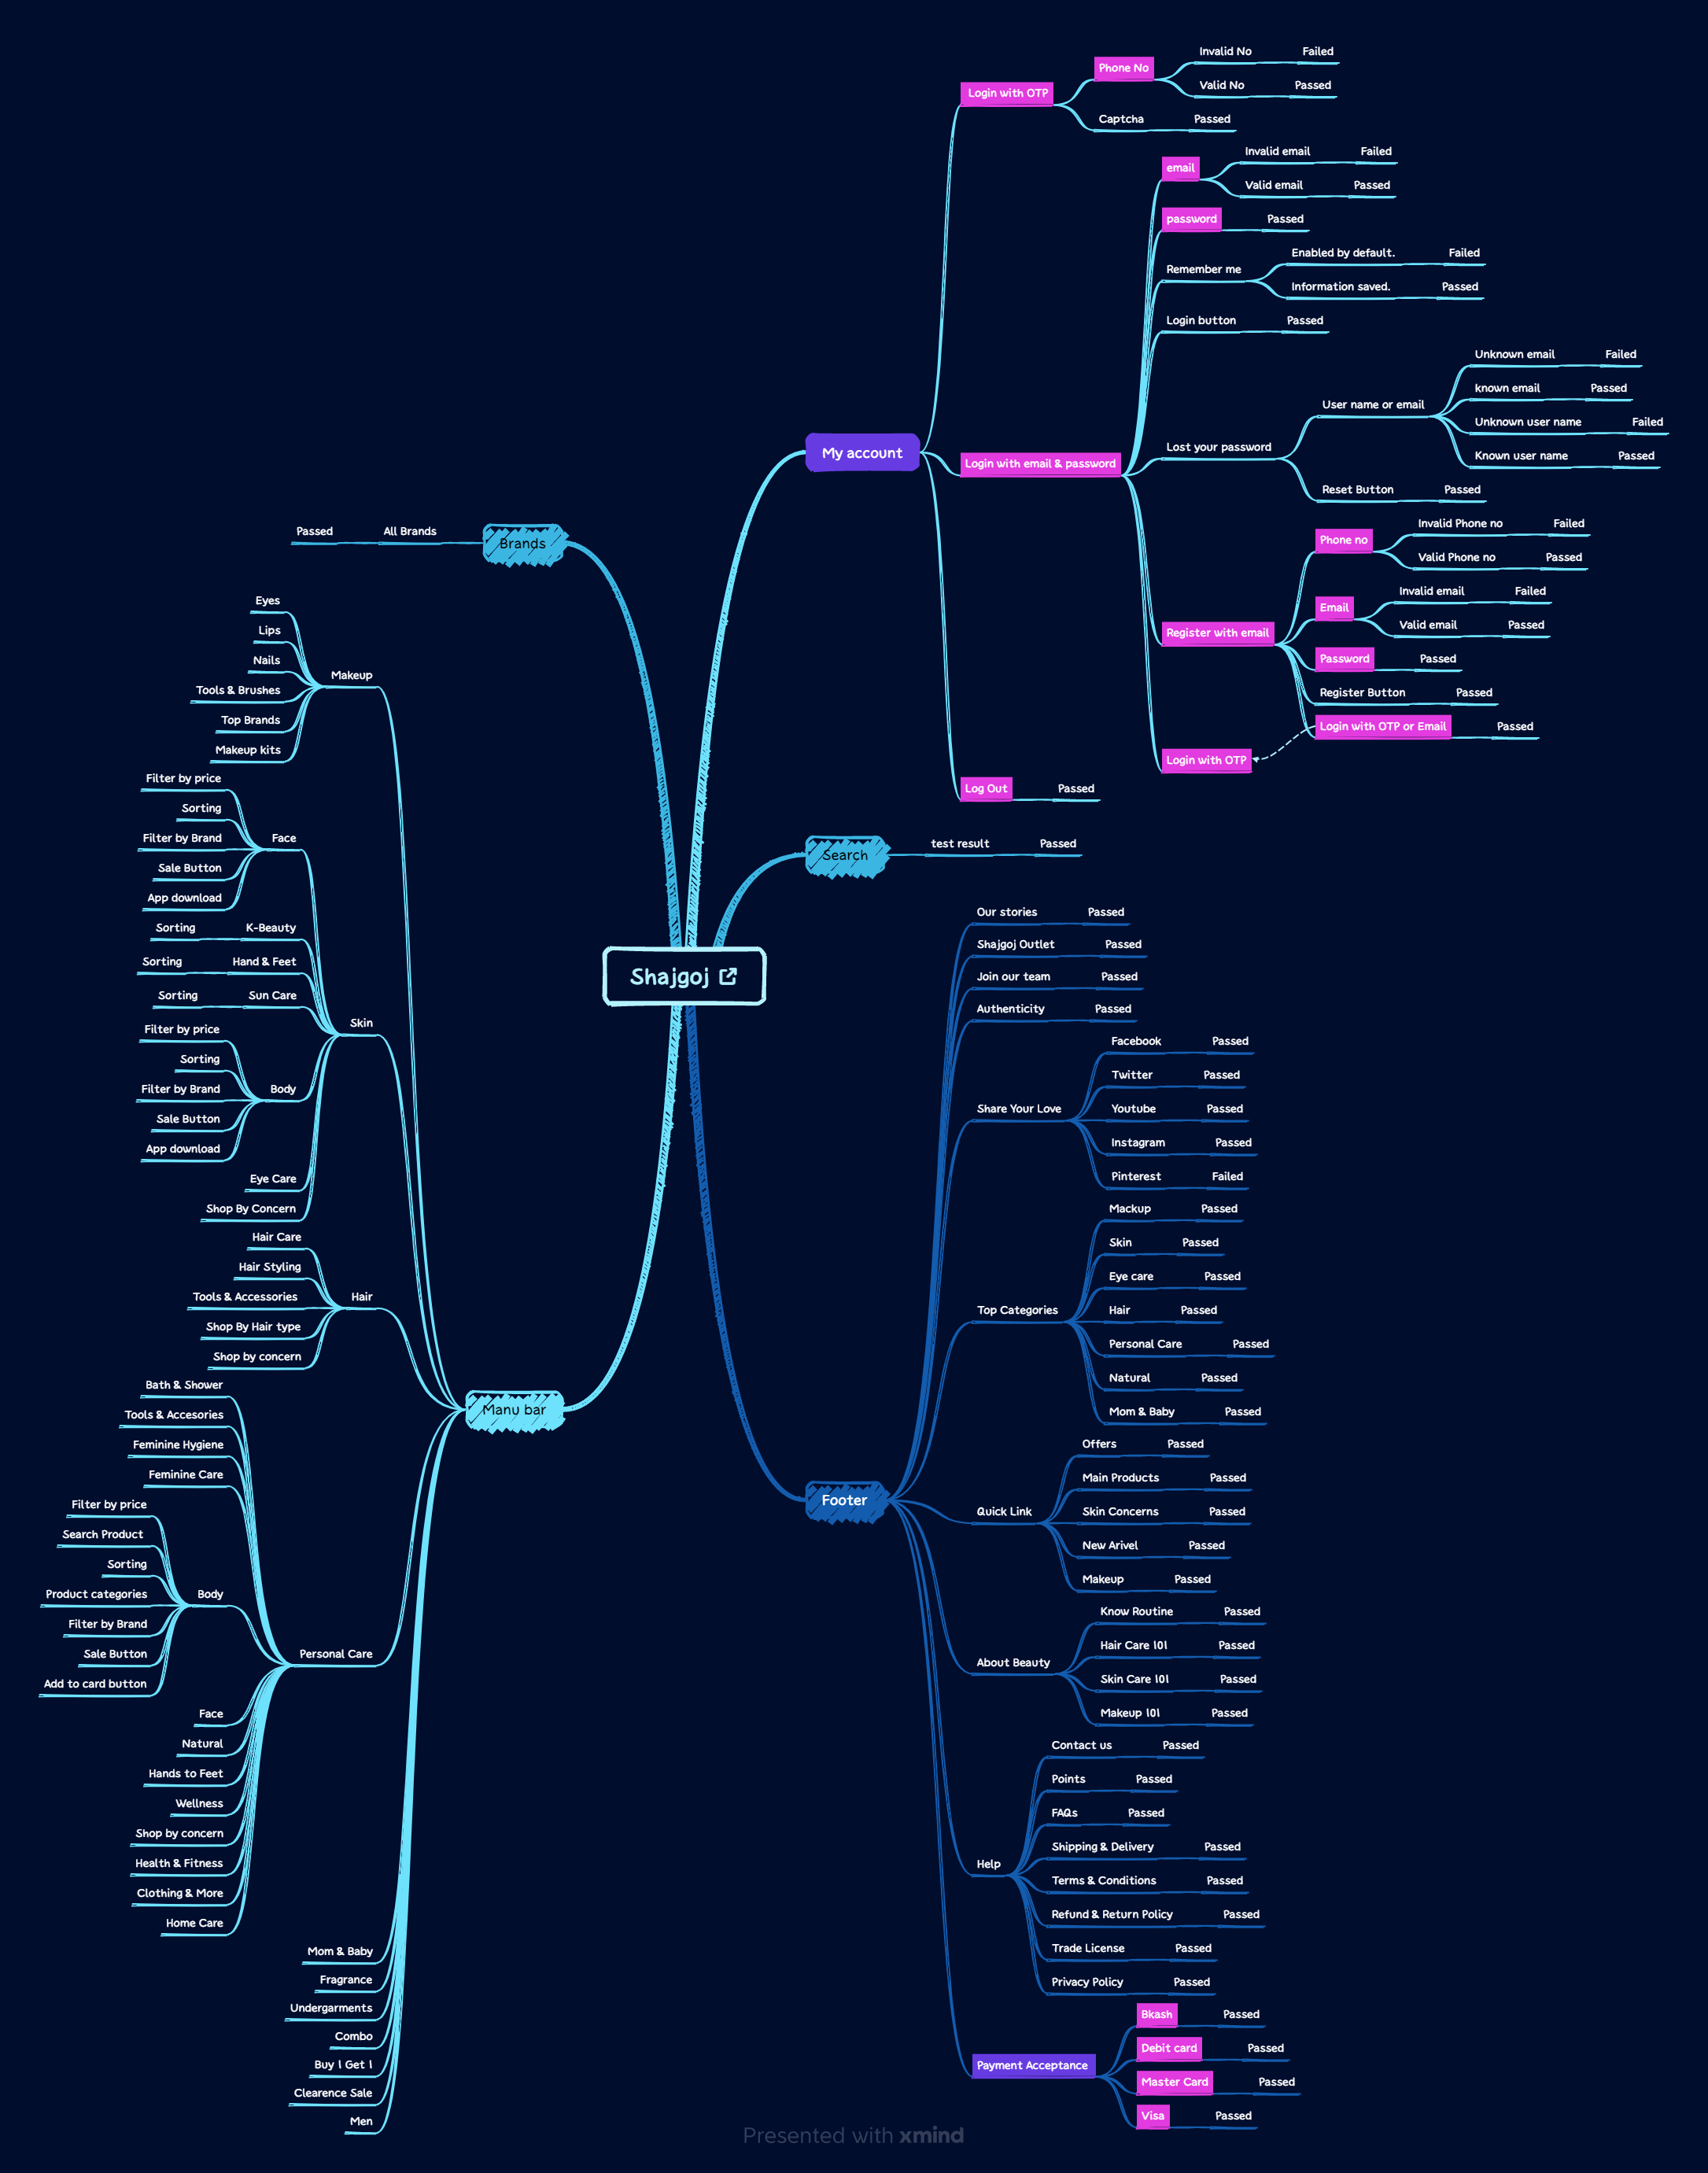 Shajgoj
My account
Login with OTP
Phone No
Invalid No Failed
Valid No Passed
Captcha Passed
Login with email & password
email
Invalid email Failed
Valid email Passed
password Passed
Remember me
Enabled by default. Failed
Information saved. Passed
Login button Passed
Lost your password
User name or email
Unknown email Failed
known email Passed
Unknown user name Failed
Known user name Passed
Reset Button Passed
Register with email
Phone no
Invalid Phone no Failed
Valid Phone no Passed
Email
Invalid email Failed
Valid email Passed
Password Passed
Register Button Passed
Login with OTP or Email Passed
Login with OTP
Log Out Passed
Search test result Passed
Footer
Our stories Passed
Shajgoj Outlet Passed
Join our team Passed
Authenticity Passed
Share Your Love
Facebook Passed
Twitter Passed
Youtube Passed
Instagram Passed
Pinterest Failed
Top Categories
Mackup Passed
Skin Passed
Eye care Passed
Hair Passed
Personal Care Passed
Natural Passed
Mom & Baby Passed
Quick Link
Offers Passed
Main Products Passed
Skin Concerns Passed
New Arivel Passed
Makeup Passed
About Beauty
Know Routine Passed
Hair Care 101 Passed
Skin Care 101 Passed
Makeup 101 Passed
Help
Contact us Passed
Points Passed
FAQs Passed
Shipping & Delivery Passed
Terms & Conditions Passed
Refund & Return Policy Passed
Trade License Passed
Privacy Policy Passed
Payment Acceptance
Bkash Passed
Debit card Passed
Master Card Passed
Visa Passed
Brands
All Brands
Passed
Manu bar
Makeup
Eyes
Lips
Nails
Tools & Brushes
Top Brands
Makeup kits
Skin
Face
Filter by price
Sorting
Filter by Brand
Sale Button
App download
K-Beauty
Sorting
Hand & Feet
Sorting
Sun Care
Sorting
Body
Filter by price
Sorting
Filter by Brand
Sale Button
App download
Eye Care
Shop By Concern
Hair
Hair Care
Hair Styling
Tools & Accessories
Shop By Hair type
Shop by concern
Personal Care
Bath & Shower
Tools & Accesories
Feminine Hygiene
Feminine Care
Body
Filter by price
Search Product
Sorting
Product categories
Filter by Brand
Sale Button
Add to card button
Face
Natural
Hands to Feet
Wellness
Shop by concern
Health & Fitness
Clothing & More
Home Care
Mom & Baby
Fragrance
Undergarments
Combo
Buy 1 Get 1
Clearence Sale
Men
Presented with xmind